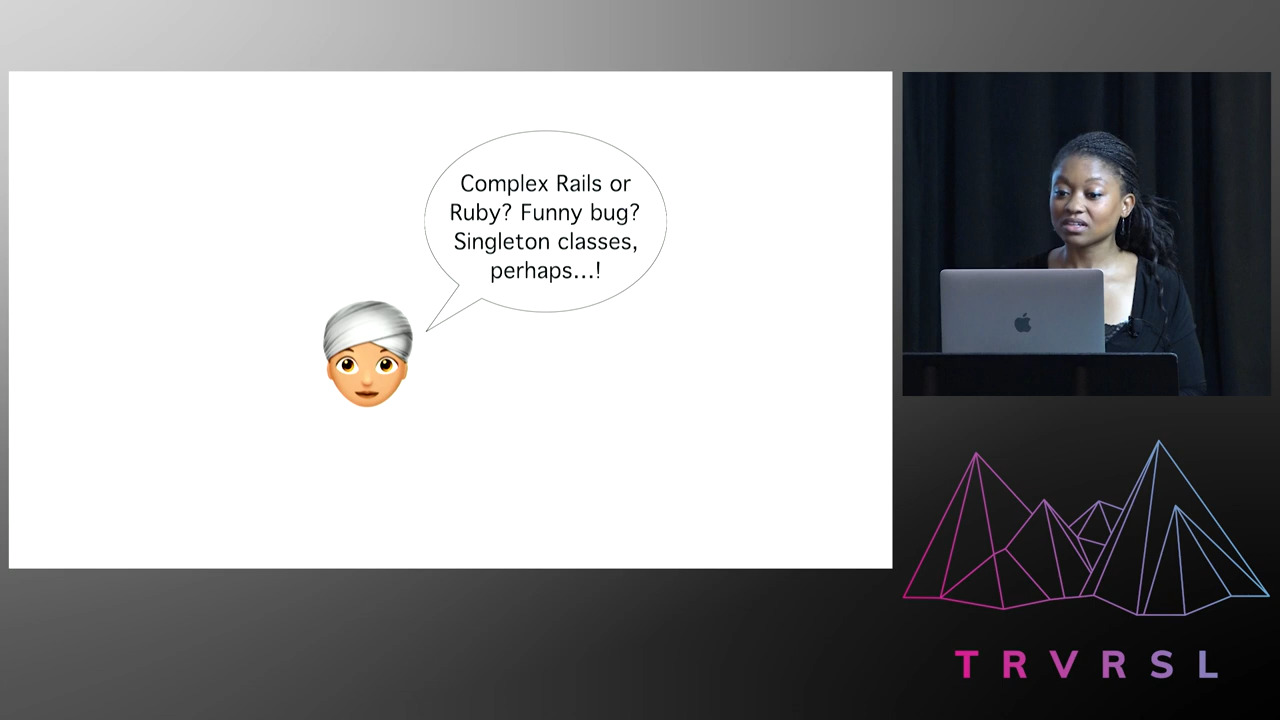 Complex Rails or
Ruby? Funny bug?
Singleton classes,
perhaps...!
TRVRSL